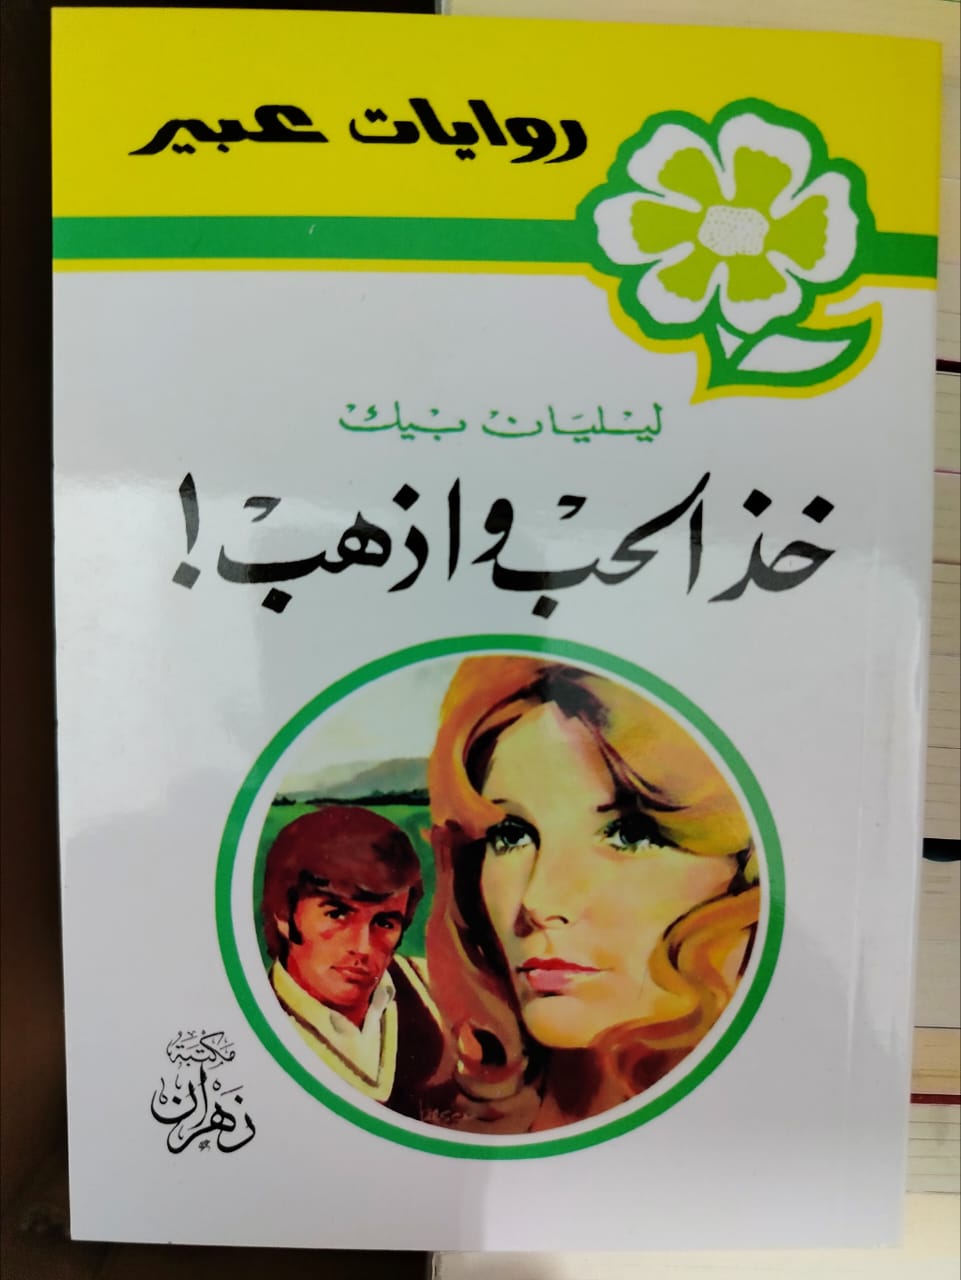 روايات عبير
ليليان بيك
خذ الحب واذهب!
مكتبة
زهران